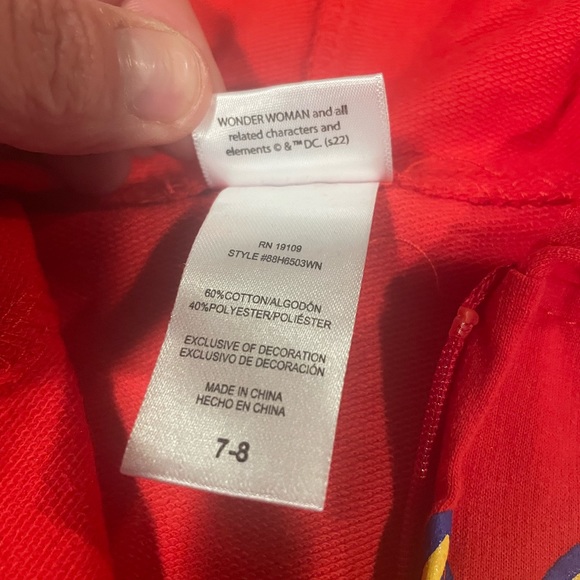 WONDER WOMAN and all
related characters and
elements © & ™ DC. (s22)
RN 19109
STYLE #88H6503WN
60%COTTON/ALGODÓN
40%POLYESTER/POLIÉSTER
EXCLUSIVE OF DECORATION
EXCLUSIVO DE DECORACIÓN
MADE IN CHINA
HECHO EN CHINA
7-8